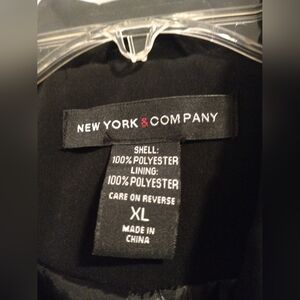 NEW YORK & COMPANY
SHELL:
100% POLYESTER
LINING:
100% POLYESTER
CARE ON REVERSE
XL
MADE IN
CHINA